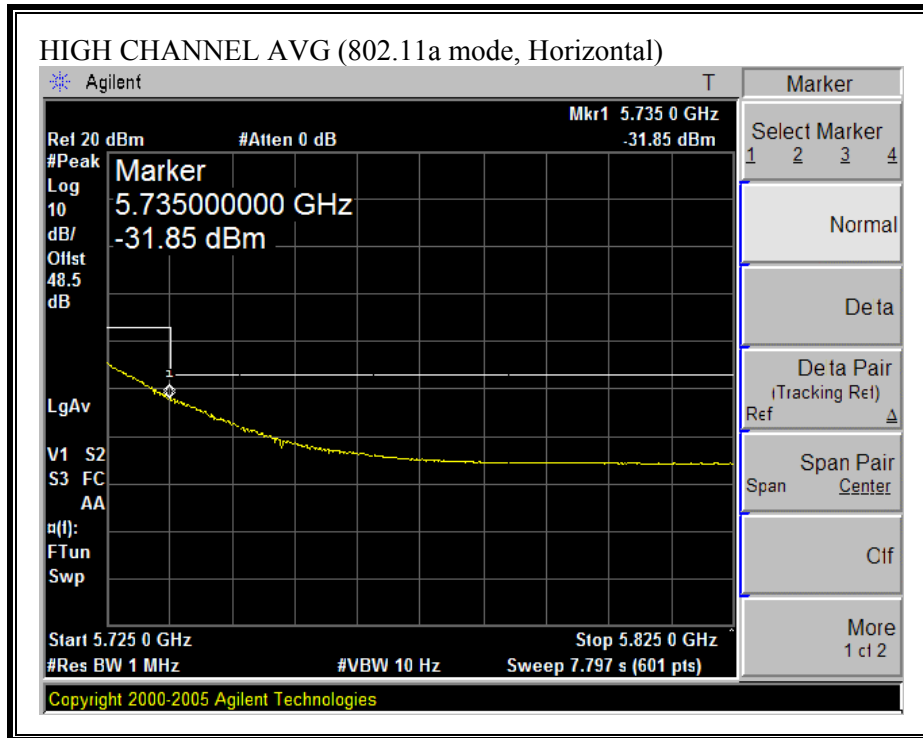 HIGH CHANNEL AVG (802.11a mode, Horizontal)
Agilent T
Mkr1 5.735 0 GHz
Ref 20 dBm #Atten 0 dB -31.85 dBm
#Peak
Log
10
dB/
Offst
48.5
dB
Marker
5.735000000 GHz
-31.85 dBm
1
LgAv
V1 S2
S3 FC
AA
¤(f):
FTun
Swp
Start 5.725 0 GHz Stop 5.825 0 GHz
#Res BW 1 MHz #VBW 10 Hz Sweep 7.797 s (601 pts)
Copyright 2000-2005 Agilent Technologies
Marker
Select Marker
1 2 3 4
Normal
Delta
Delta Pair
(Tracking Ref)
Ref Δ
Span Pair
Span Center
Off
More
1 of 2